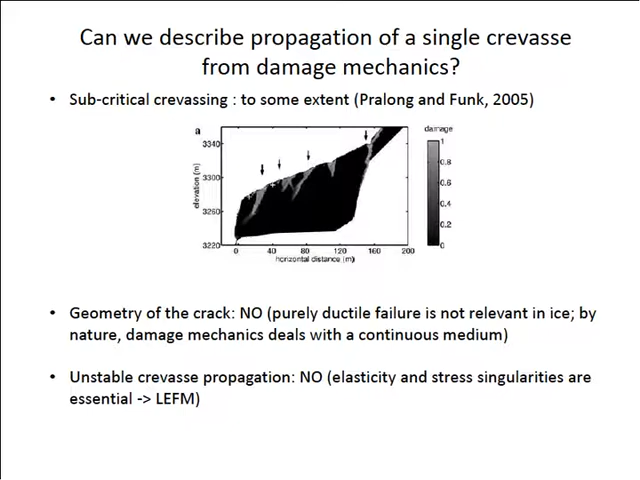 Can we describe propagation of a single crevasse
from damage mechanics?
• Sub-critical crevassing : to some extent (Pralong and Funk, 2005)
a
damage
3340
3300
3260
3220
elevation (m)
0 40 80 120 160 200
horizontal distance (m)
1
0.8
0.6
0.4
0.2
0
• Geometry of the crack: NO (purely ductile failure is not relevant in ice; by
nature, damage mechanics deals with a continuous medium)
• Unstable crevasse propagation: NO (elasticity and stress singularities are
essential -> LEFM)